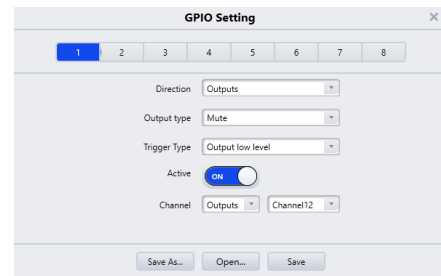 GPIO Setting
1 2 3 4 5 6 7 8
Direction Outputs
Output type Mute
Trigger Type Output low level
Active ON
Channel Outputs Channel12
Save As... Open... Save